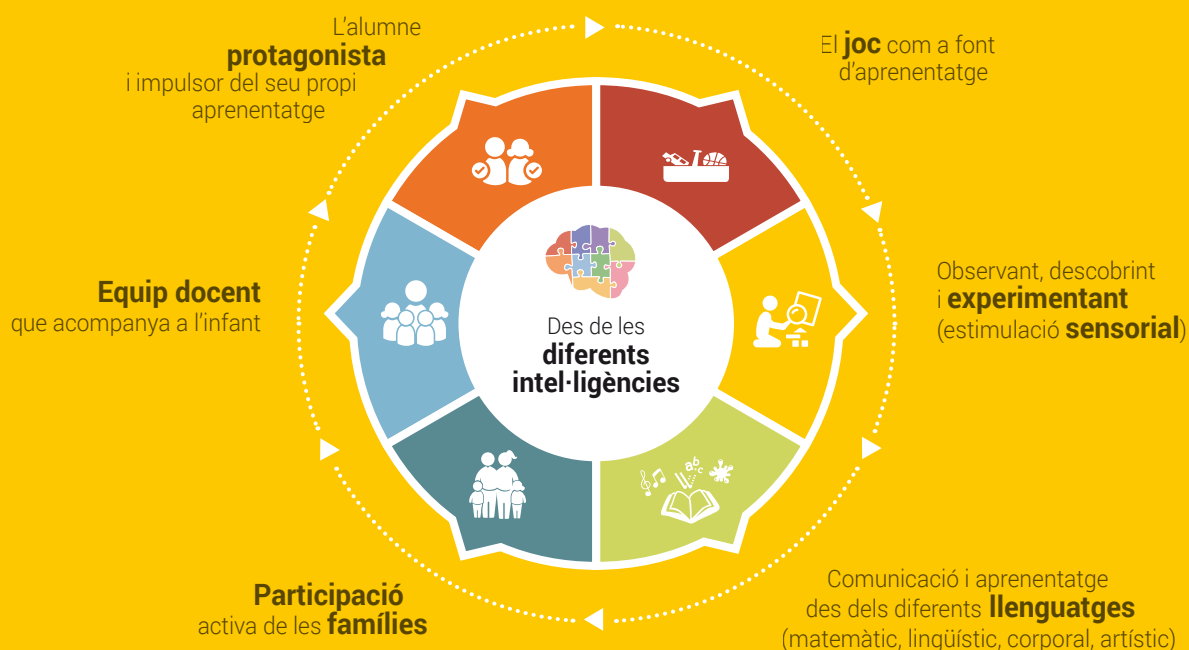 L'alumne
protagonista
i impulsor del seu propi
aprenentatge
El joc com a font
d'aprenentatge
Observant, descobrint
i experimentant
(estimulació sensorial)
Comunicació i aprenentatge
des dels diferents llenguatges
(matemàtic, lingüístic, corporal, artístic)
Participació
activa de les famílies
Equip docent
que acompanya a l'infant
Des de les
diferents
intel·ligències
a b c